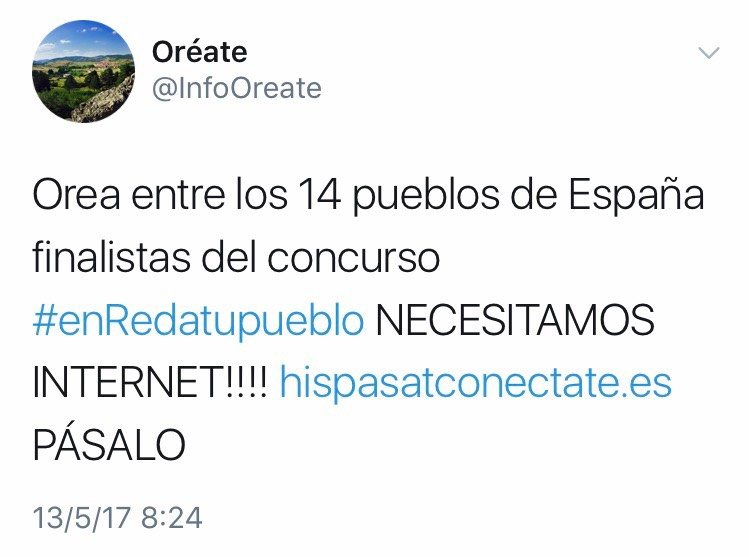 Oréate
@InfoOreate
Orea entre los 14 pueblos de España
finalistas del concurso
#enRedatupueblo NECESITAMOS
INTERNET!!!! hispasatconectate.es
PÁSALO
13/5/17 8:24